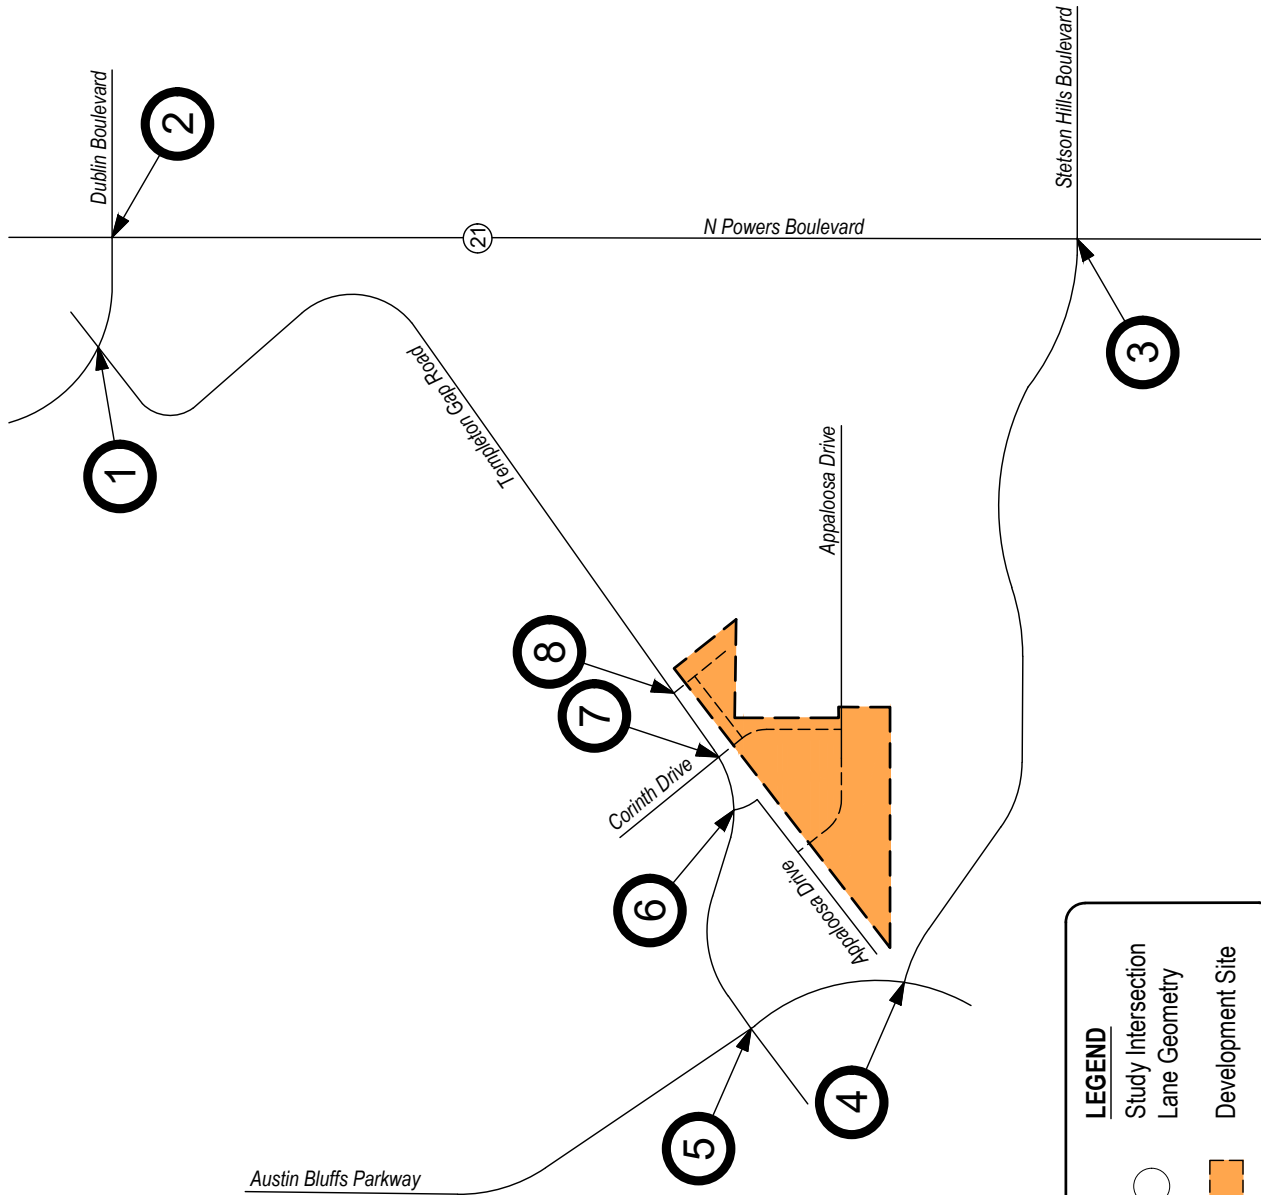 Dublin Boulevard
2
21
N Powers Boulevard
Stetson Hills Boulevard
1
3
Templeton Gap Road
Appaloosa Drive
8
7
Corinth Drive
6
Appaloosa Drive
5
4
Austin Bluffs Parkway
LEGEND
Study Intersection
Lane Geometry
Development Site